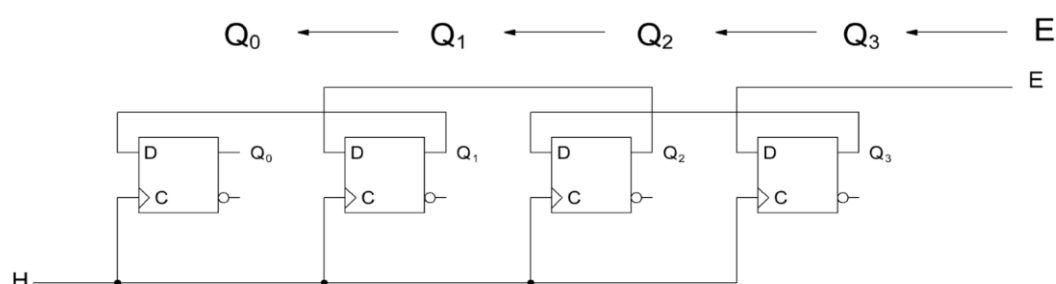 Q₀ Q₁ Q₂ Q₃ E
E
D Q₀ D Q₁ D Q₂ D Q₃
C C C C
H